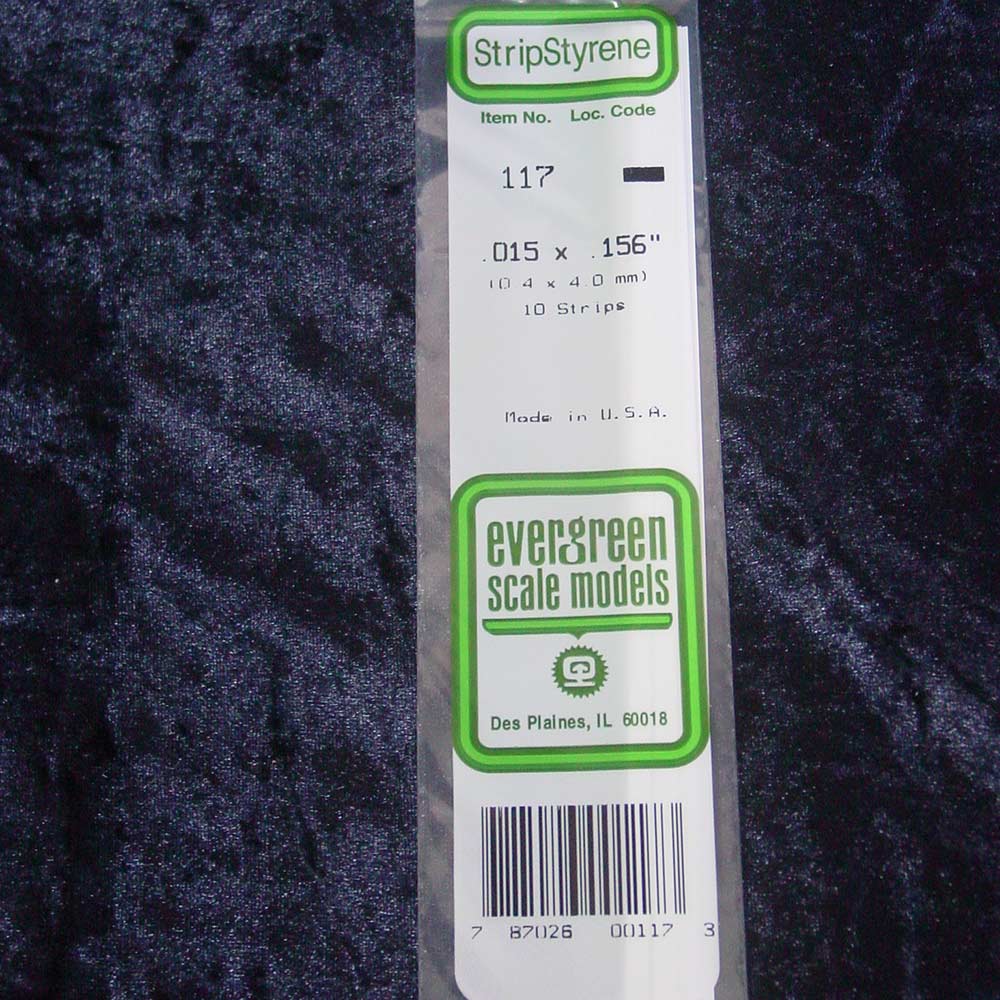 StripStyrene
Item No. Loc. Code
117
.015 x .156"
(0.4 x 4.0 mm)
10 Strips
Made in U.S.A.
evergreen
scale models
Des Plaines, IL 60018
7 87026 00117 3